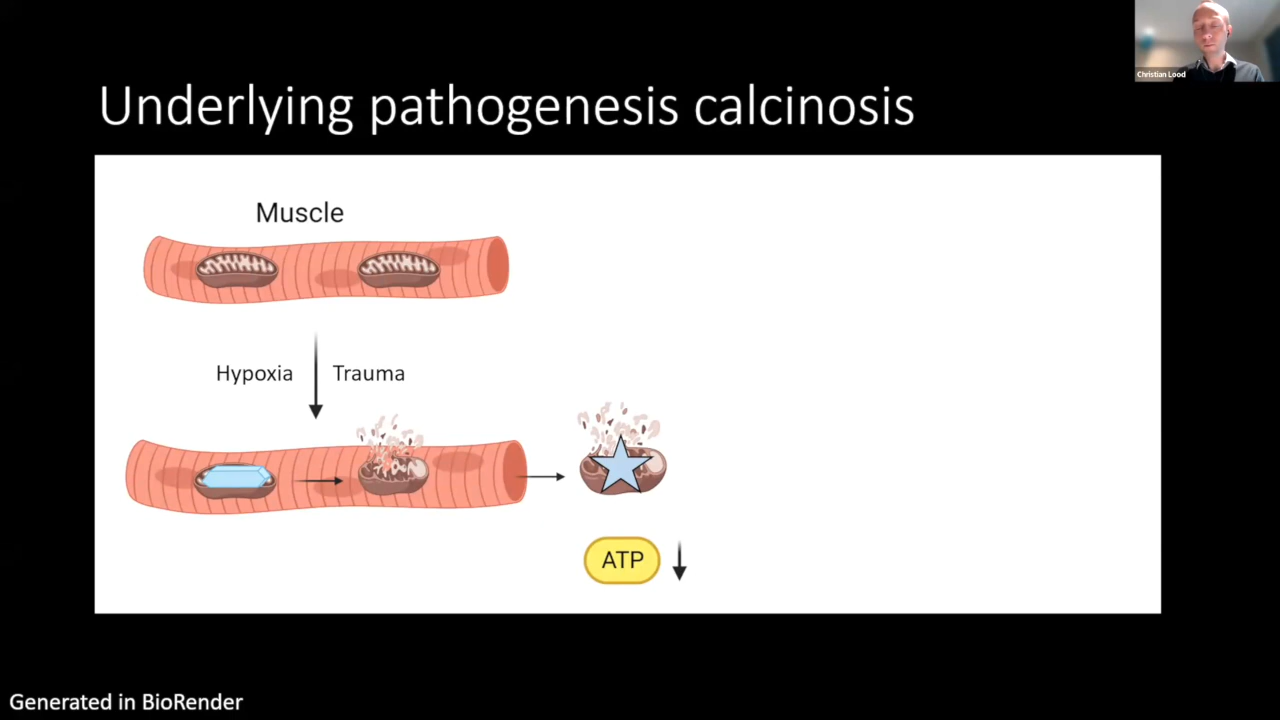 Christian Lood
Underlying pathogenesis calcinosis
Muscle
Hypoxia
Trauma
ATP
Generated in BioRender